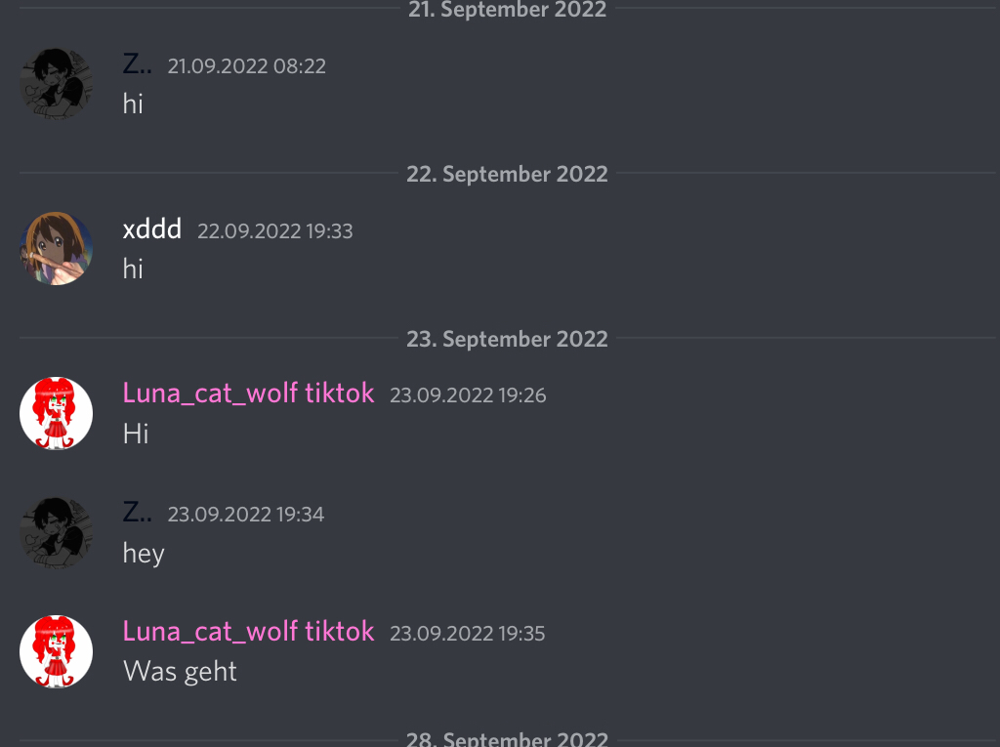 21. September 2022
Z.. 21.09.2022 08:22
hi
22. September 2022
xddd 22.09.2022 19:33
hi
23. September 2022
Luna_cat_wolf tiktok 23.09.2022 19:26
Hi
Z.. 23.09.2022 19:34
hey
Luna_cat_wolf tiktok 23.09.2022 19:35
Was geht
28. September 2022